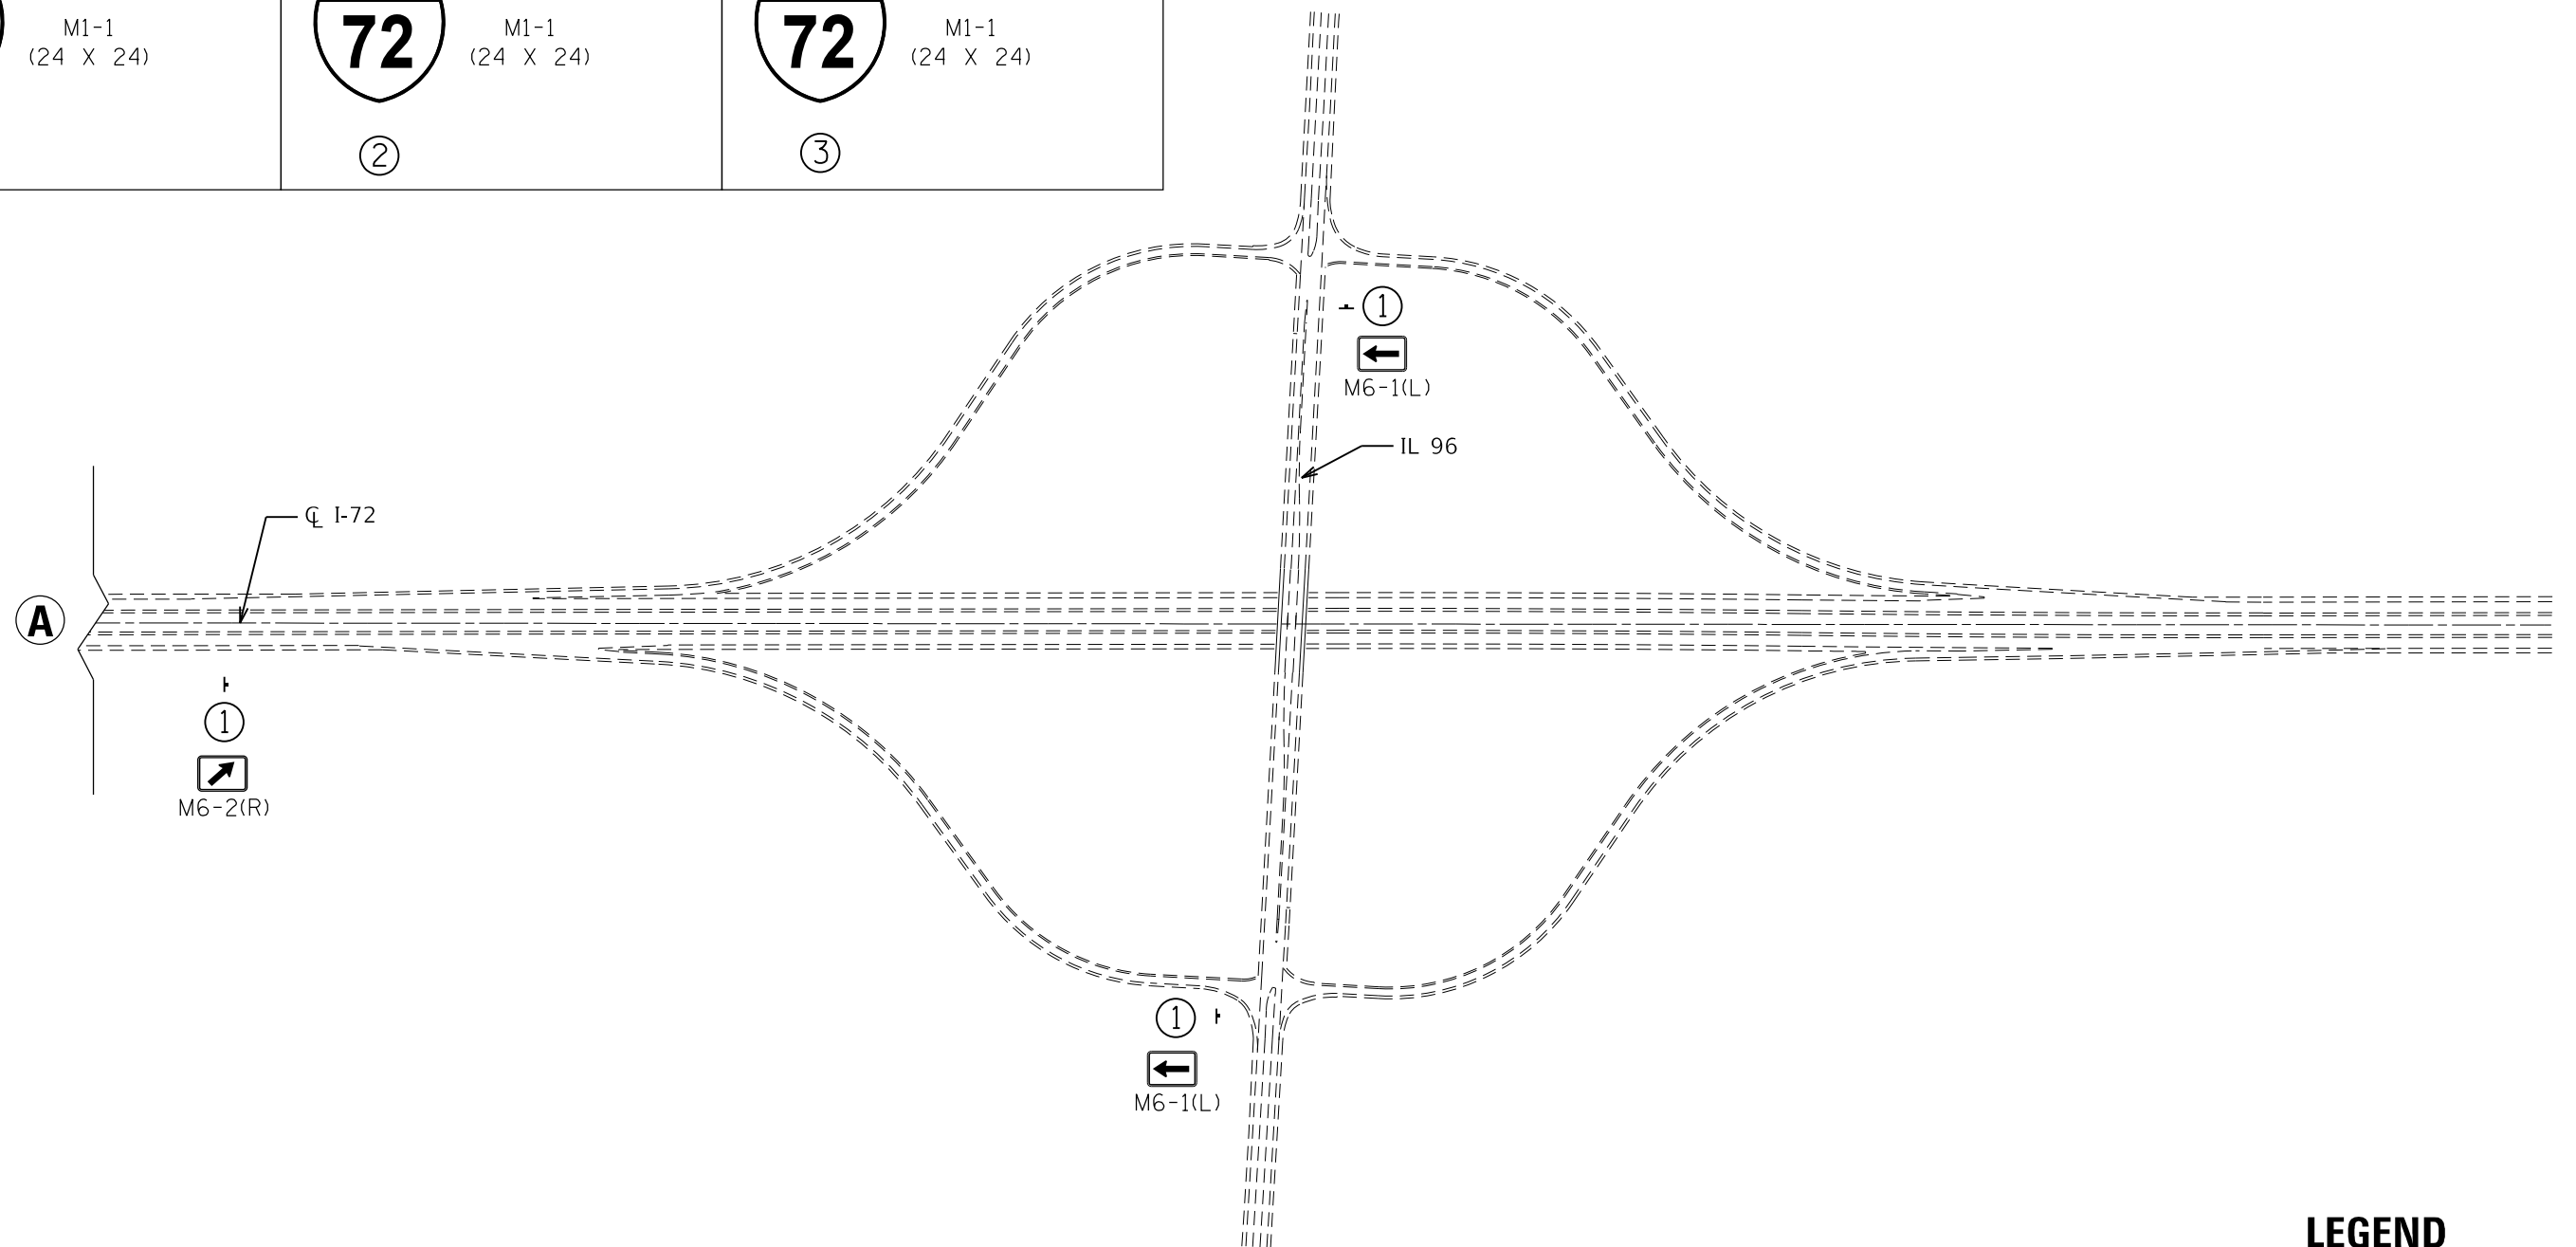 M1-1
(24 X 24)
72
M1-1
(24 X 24)
2
72
M1-1
(24 X 24)
3
1
M6-1(L)
IL 96
℄ I-72
A
1
M6-2(R)
1
M6-1(L)
LEGEND